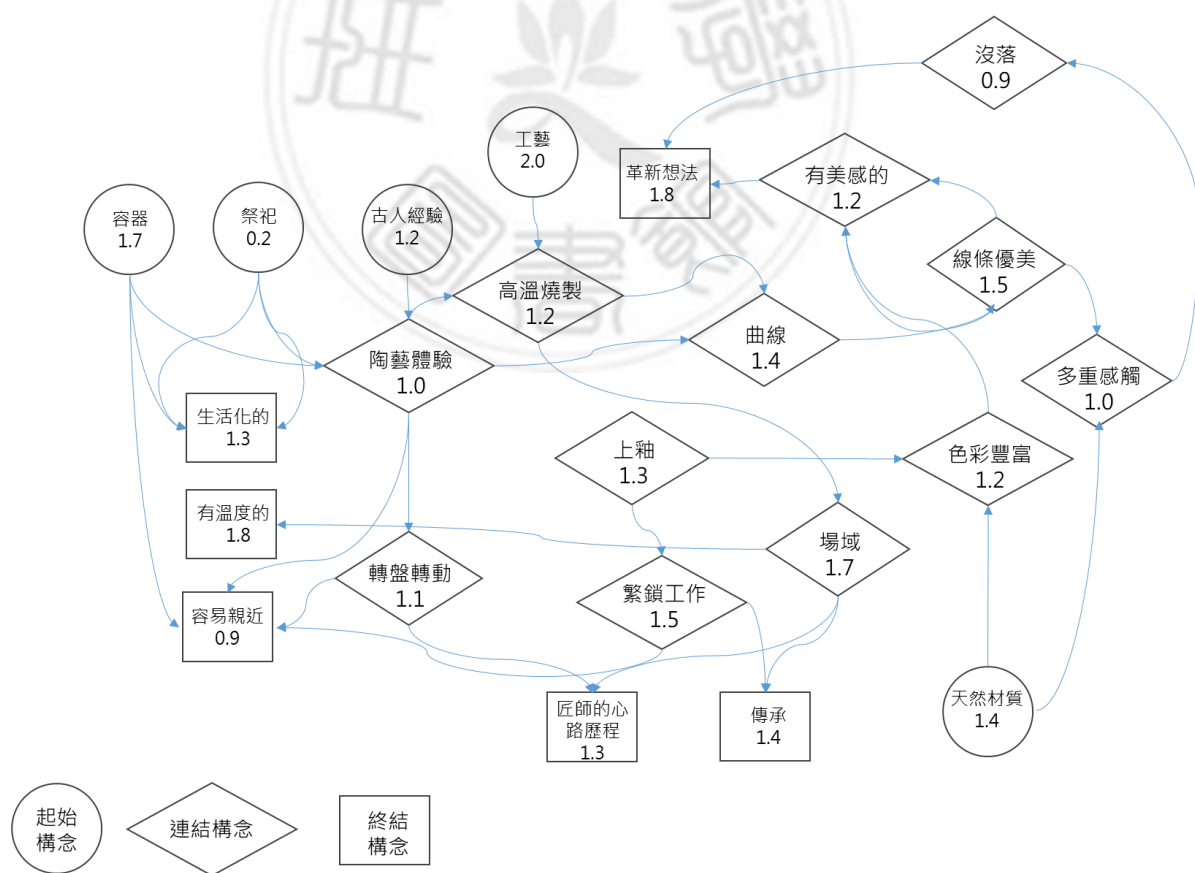 沒落
0.9
工藝
2.0
革新想法
1.8
有美感的
1.2
容器
1.7
祭祀
0.2
古人經驗
1.2
線條優美
1.5
高溫燒製
1.2
曲線
1.4
陶藝體驗
1.0
多重感觸
1.0
生活化的
1.3
上釉
1.3
色彩豐富
1.2
有溫度的
1.8
場域
1.7
轉盤轉動
1.1
繁鎖工作
1.5
容易親近
0.9
匠師的心
路歷程
1.3
傳承
1.4
天然材質
1.4
起始
構念
連結構念
終結
構念